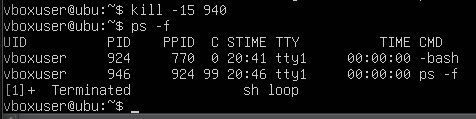 vboxuser@ubu:~$ kill -15 940
vboxuser@ubu:~$ ps -f
UID          PID    PPID  C STIME TTY          TIME CMD
vboxuser     924     770  0 20:41 tty1     00:00:00 -bash
vboxuser     946     924 99 20:46 tty1     00:00:00 ps -f
[1]+  Terminated              sh loop
vboxuser@ubu:~$ _